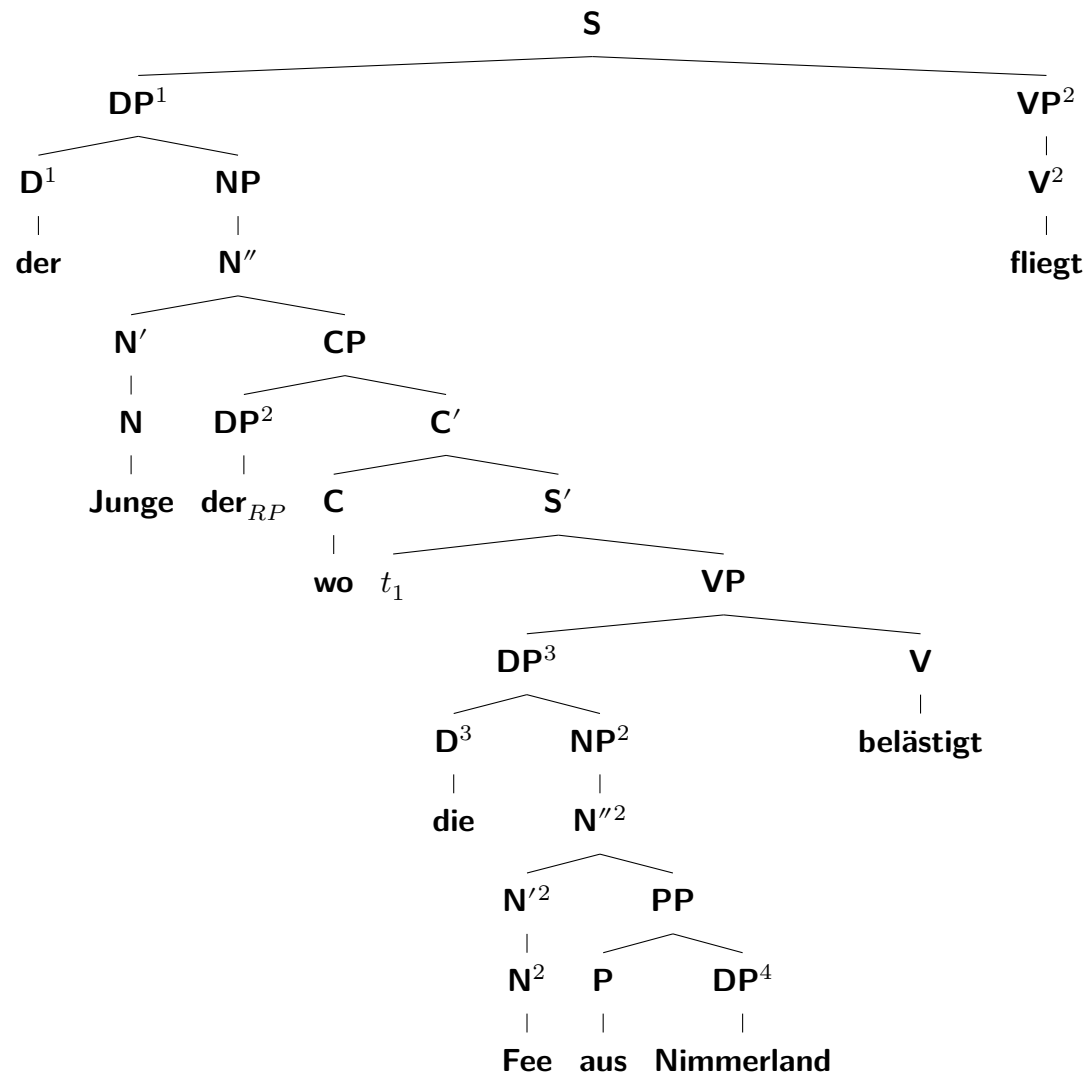 S
DP¹ VP²
D¹ NP V²
der N″ fliegt
N′ CP
N DP² C′
Junge der_RP C S′
wo t₁ VP
DP³ V
D³ NP² belästigt
die N″²
N′² PP
N² P DP⁴
Fee aus Nimmerland